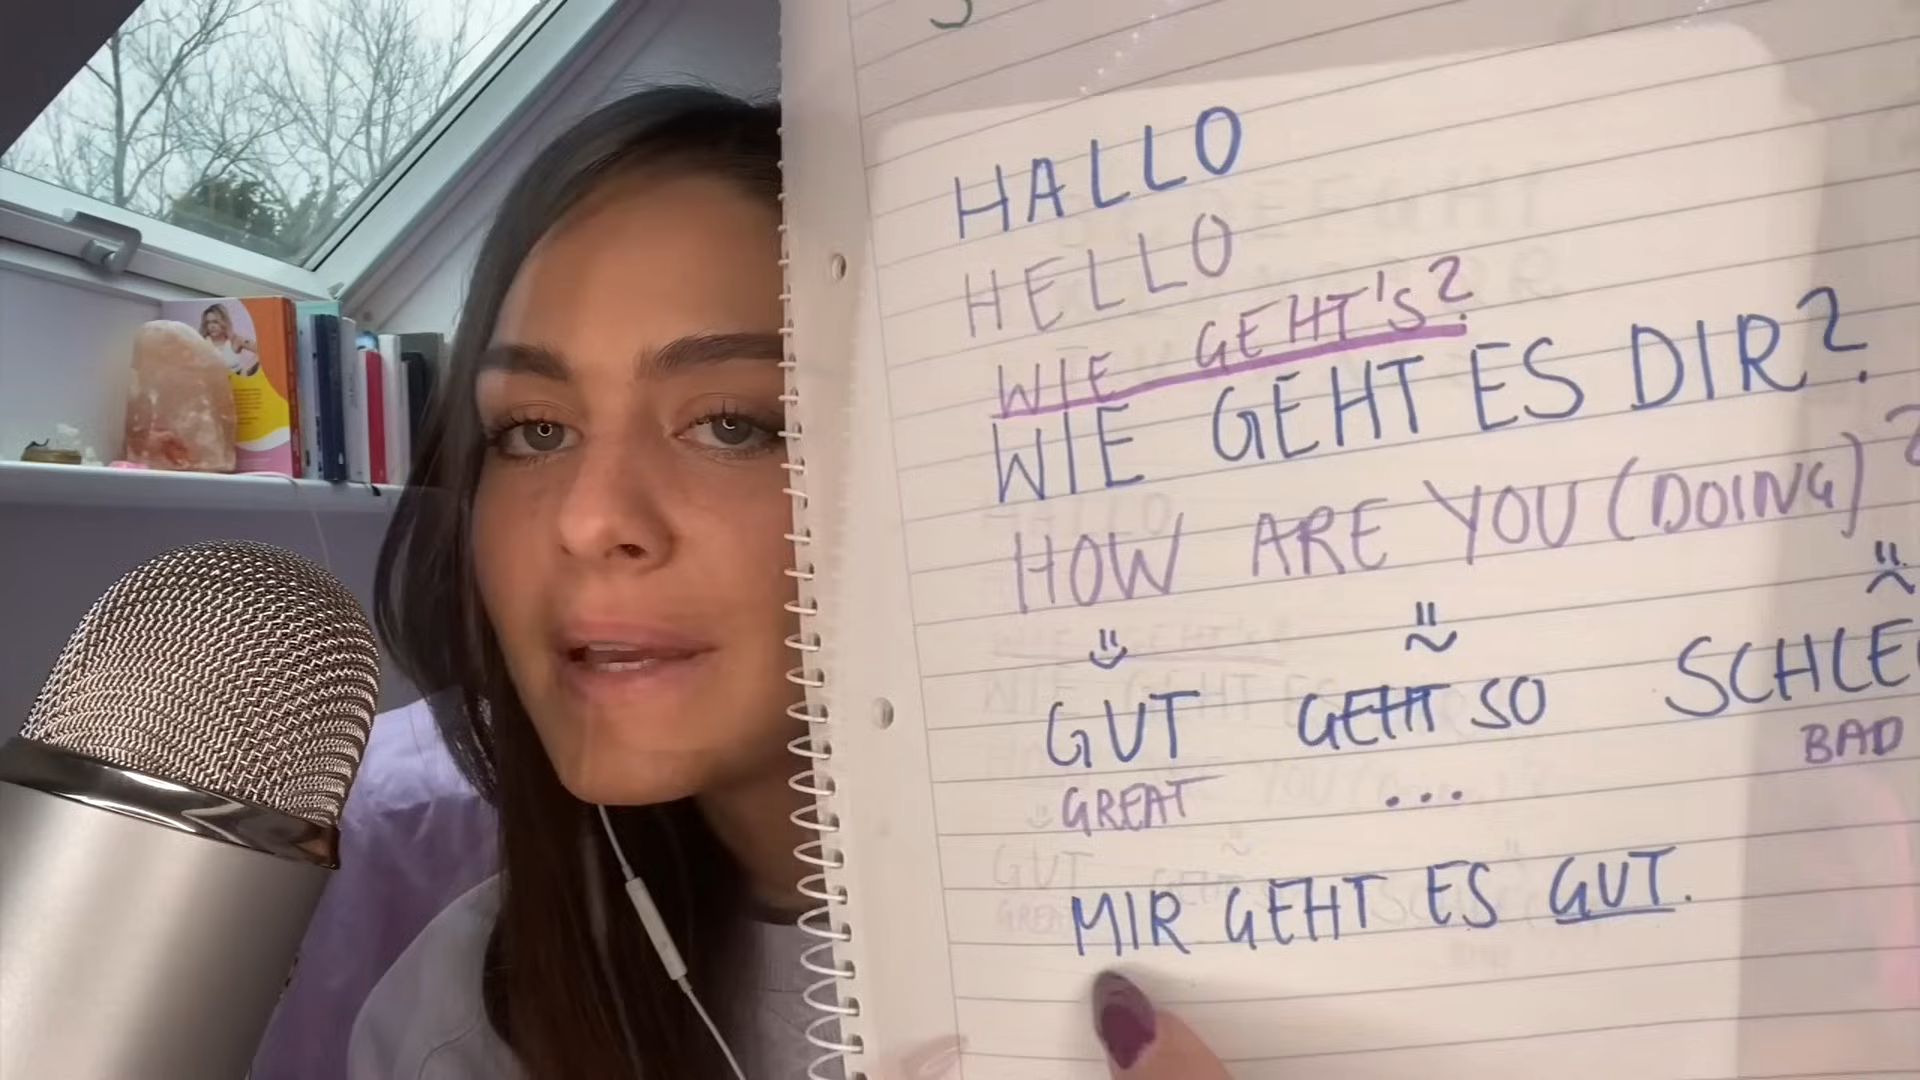 HALLO
HELLO
WIE GEHT'S?
WIE GEHT ES DIR?
HOW ARE YOU (DOING)?
GUT GEHT SO SCHLE
GREAT ... BAD
MIR GEHT ES GUT.